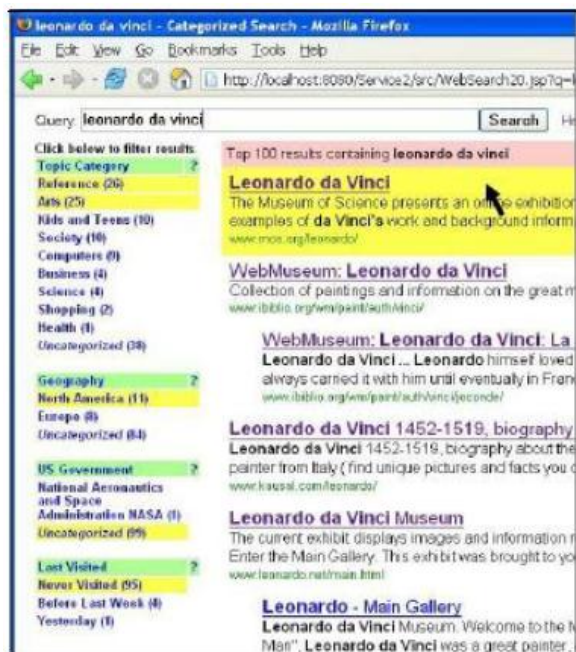 leonardo da vinci - Categorized Search - Mozilla Firefox
File Edit View Go Bookmarks Tools Help
http://localhost:8080/Service2/src/WebSearch20.jsp?q=l
Query leonardo da vinci Search
Click below to filter results.
Topic Category ?
Reference (26)
Arts (25)
Kids and Teens (10)
Society (10)
Computers (9)
Business (4)
Science (4)
Shopping (2)
Health (1)
Uncategorized (38)
Geography ?
North America (11)
Europe (8)
Uncategorized (84)
US Government ?
National Aeronautics
and Space
Administration NASA (1)
Uncategorized (99)
Last Visited ?
Never Visited (95)
Before Last Week (4)
Yesterday (1)
Top 100 results containing leonardo da vinci
Leonardo da Vinci
The Museum of Science presents an online exhibition
examples of da Vinci's work and background inform
www.mos.org/leonardo/
WebMuseum: Leonardo da Vinci
Collection of paintings and information on the great m
www.ibiblio.org/wm/paint/auth/vinci/
WebMuseum: Leonardo da Vinci: La
Leonardo da Vinci ... Leonardo himself loved
always carried it with him until eventually in Fran
www.ibiblio.org/wm/paint/auth/vinci/joconde/
Leonardo da Vinci 1452-1519, biography
Leonardo da Vinci 1452-1519, biography about the
painter from Italy ( find unique pictures and facts you
www.kausal.com/leonardo/
Leonardo da Vinci Museum
The current exhibit displays images and information
Enter the Main Gallery. This exhibit was brought to yo
www.leonardo.net/main.html
Leonardo - Main Gallery
Leonardo da Vinci Museum. Welcome to the
Man", Leonardo da Vinci was a great painter,